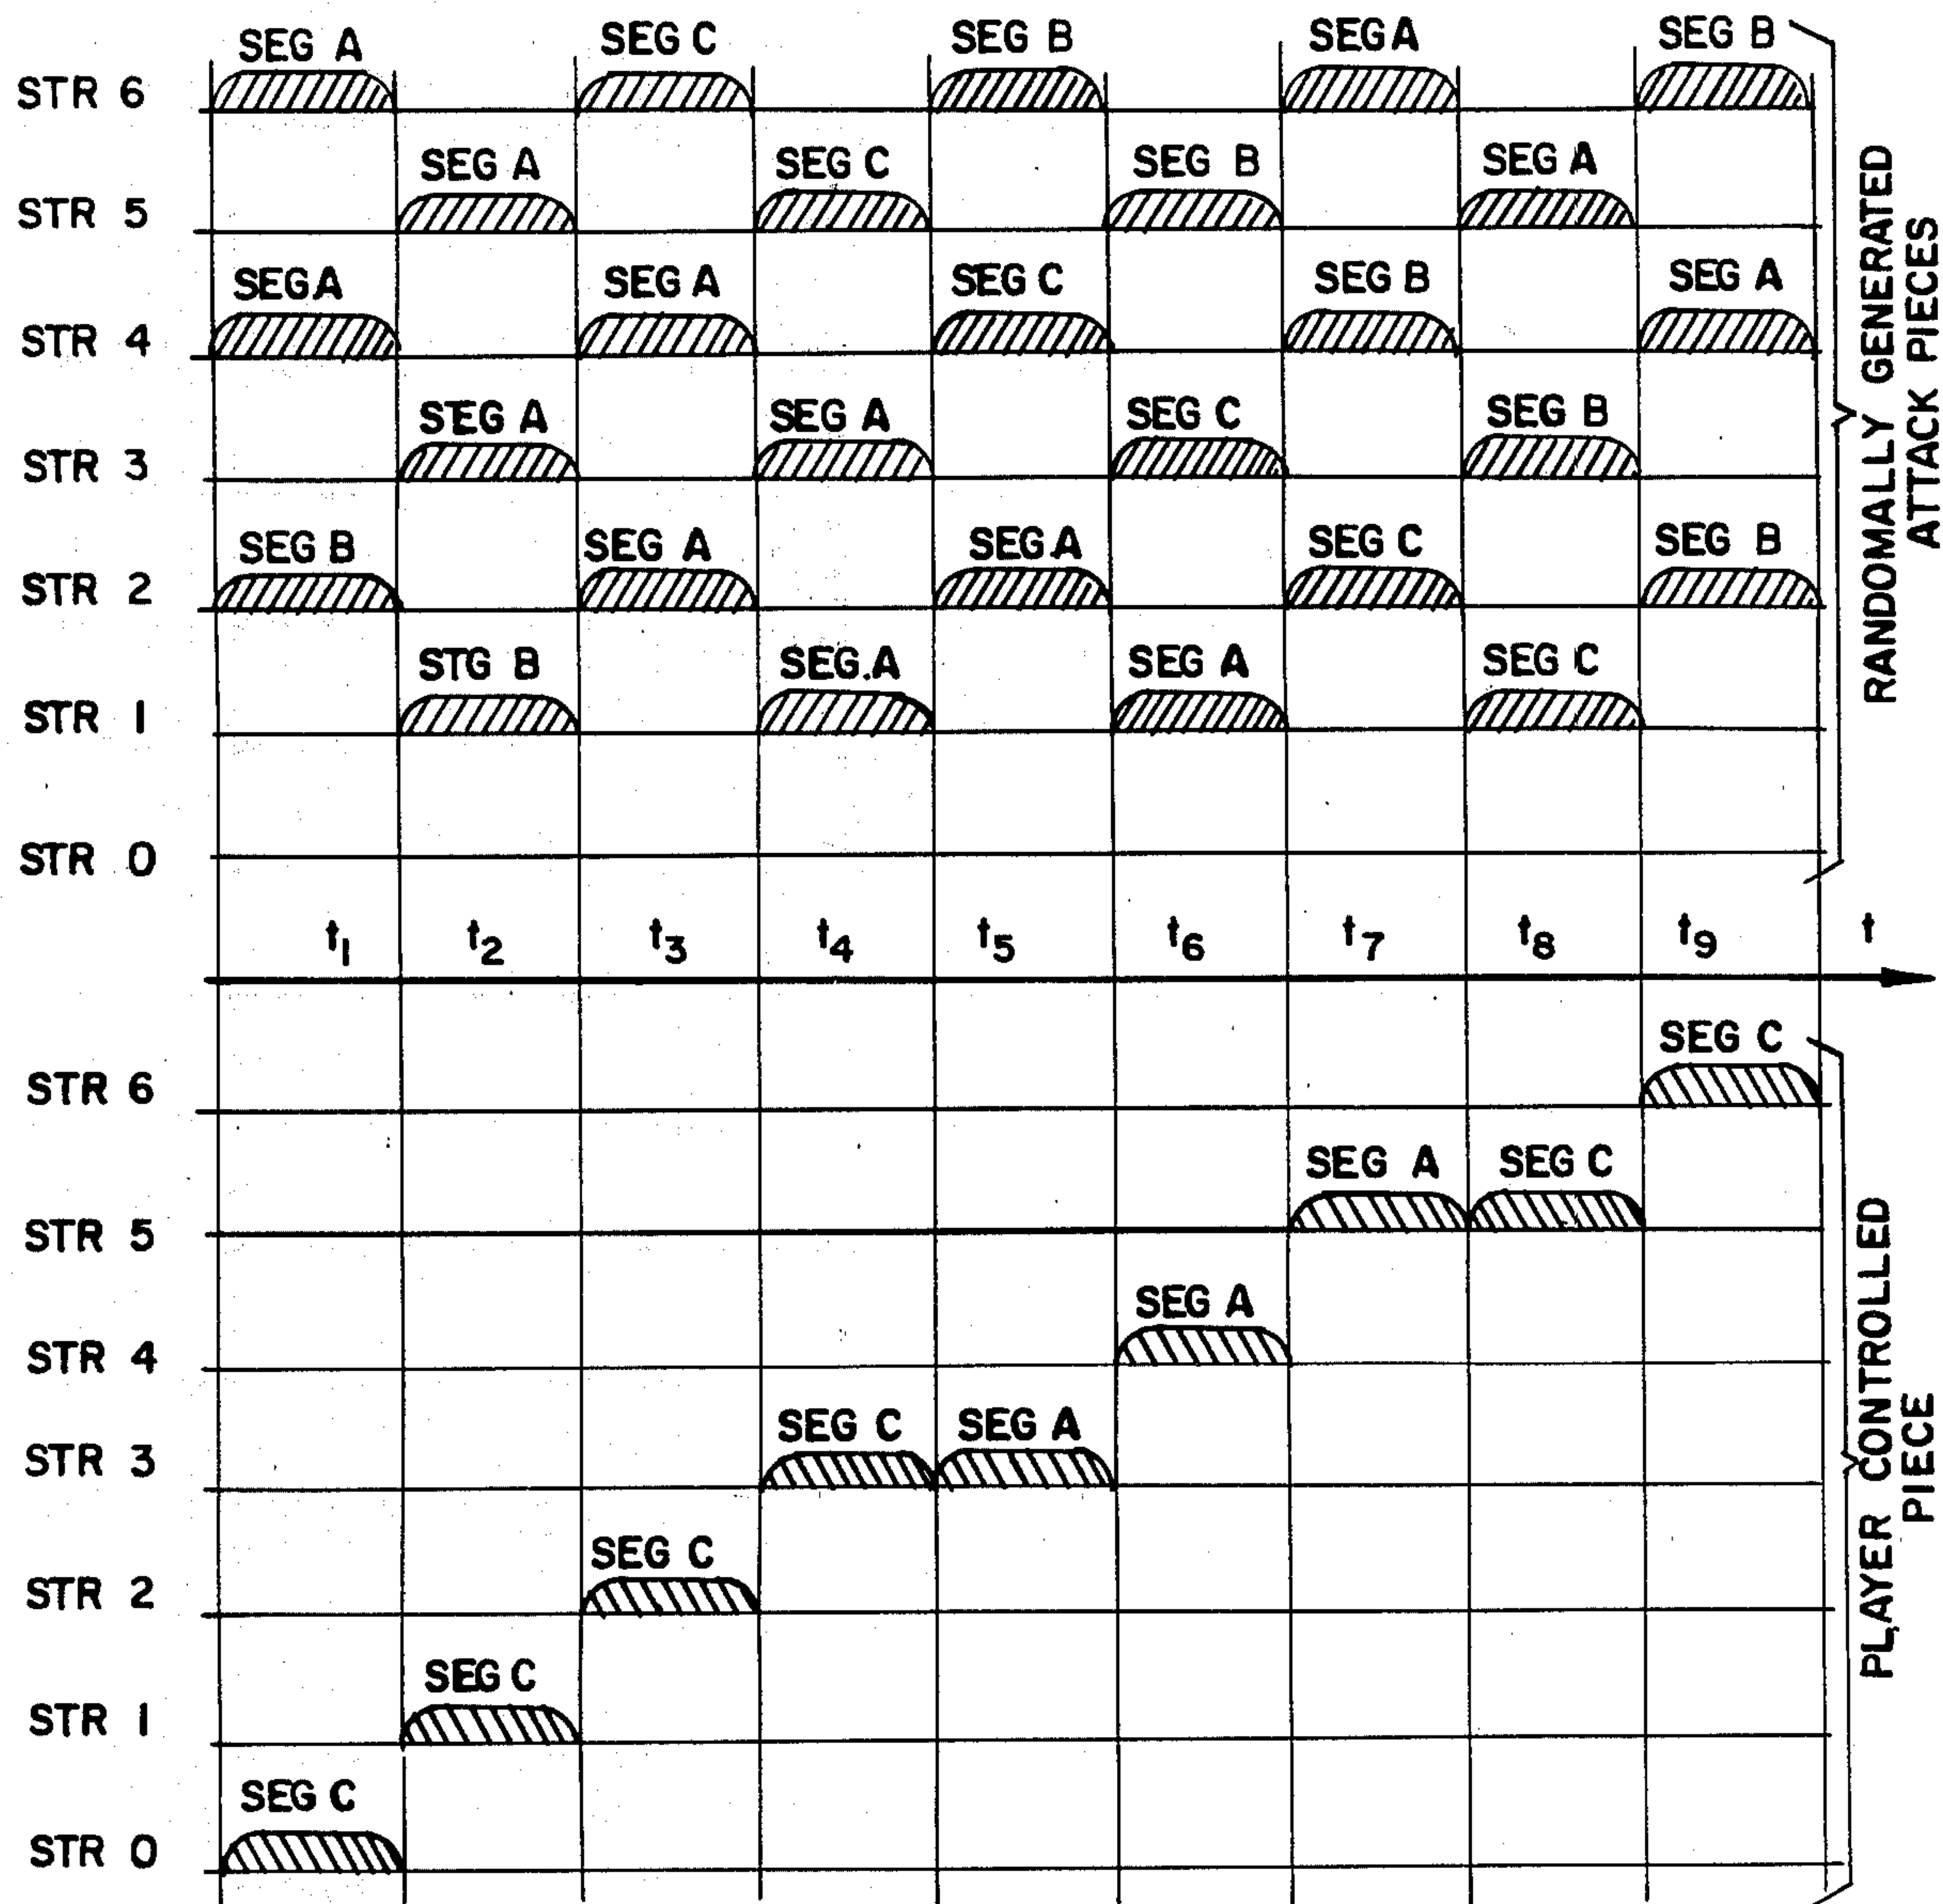 SEG A SEG C SEG B SEG A SEG B
STR 6
SEG A SEG C SEG B SEG A
STR 5
SEG A SEG A SEG C SEG B SEG A
STR 4
STEG A SEG A SEG C SEG B
STR 3
SEG B SEG A SEG A SEG C SEG B
STR 2
STG B SEG.A SEG A SEG C
STR 1
STR 0
RANDOMALLY GENERATED
ATTACK PIECES
t1 t2 t3 t4 t5 t6 t7 t8 t9 t
SEG C
STR 6
SEG A SEG C
STR 5
SEG A
STR 4
SEG C SEG A
STR 3
SEG C
STR 2
SEG C
STR 1
SEG C
STR 0
PLAYER CONTROLLED
PIECE